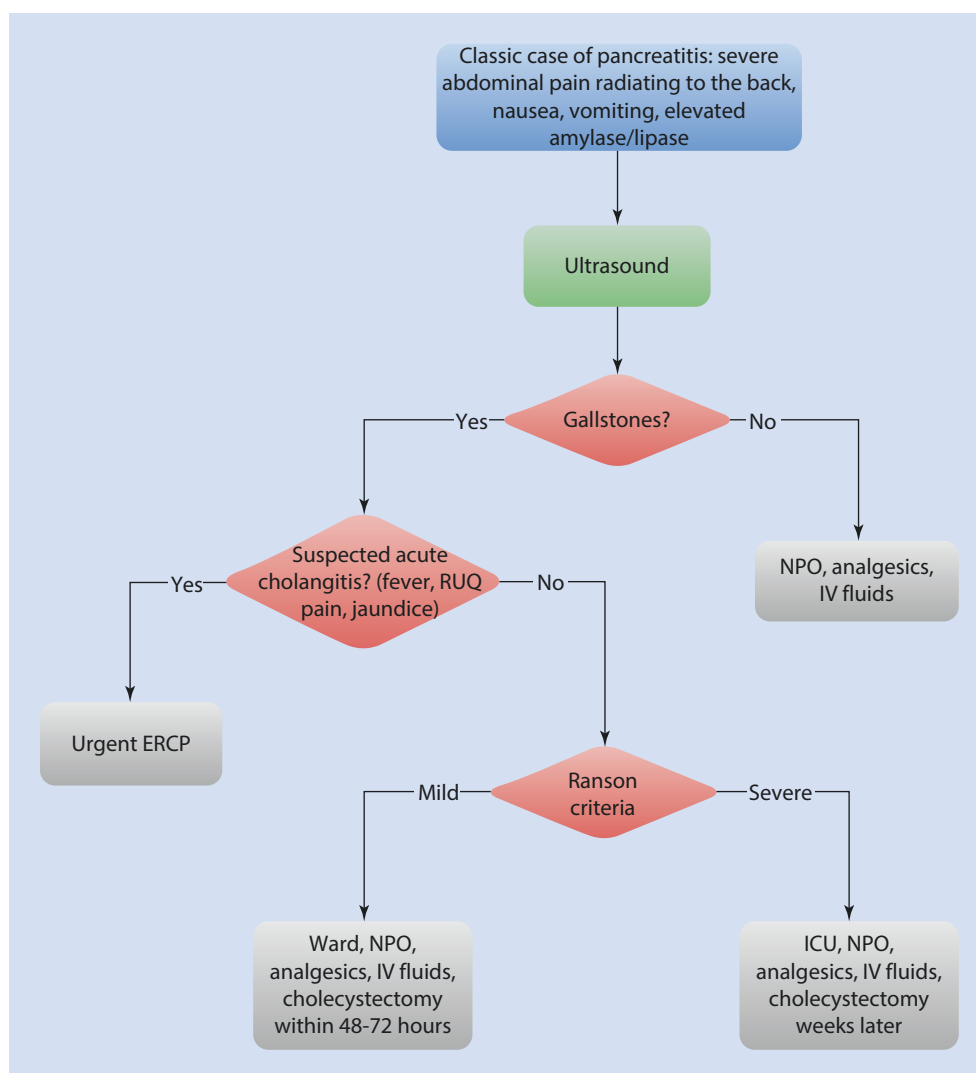 Classic case of pancreatitis: severe
abdominal pain radiating to the back,
nausea, vomiting, elevated
amylase/lipase
Ultrasound
Gallstones?
Yes
No
Suspected acute
cholangitis? (fever, RUQ
pain, jaundice)
Yes
No
NPO, analgesics,
IV fluids
Urgent ERCP
Ranson
criteria
Mild
Severe
Ward, NPO,
analgesics, IV fluids,
cholecystectomy
within 48-72 hours
ICU, NPO,
analgesics, IV fluids,
cholecystectomy
weeks later